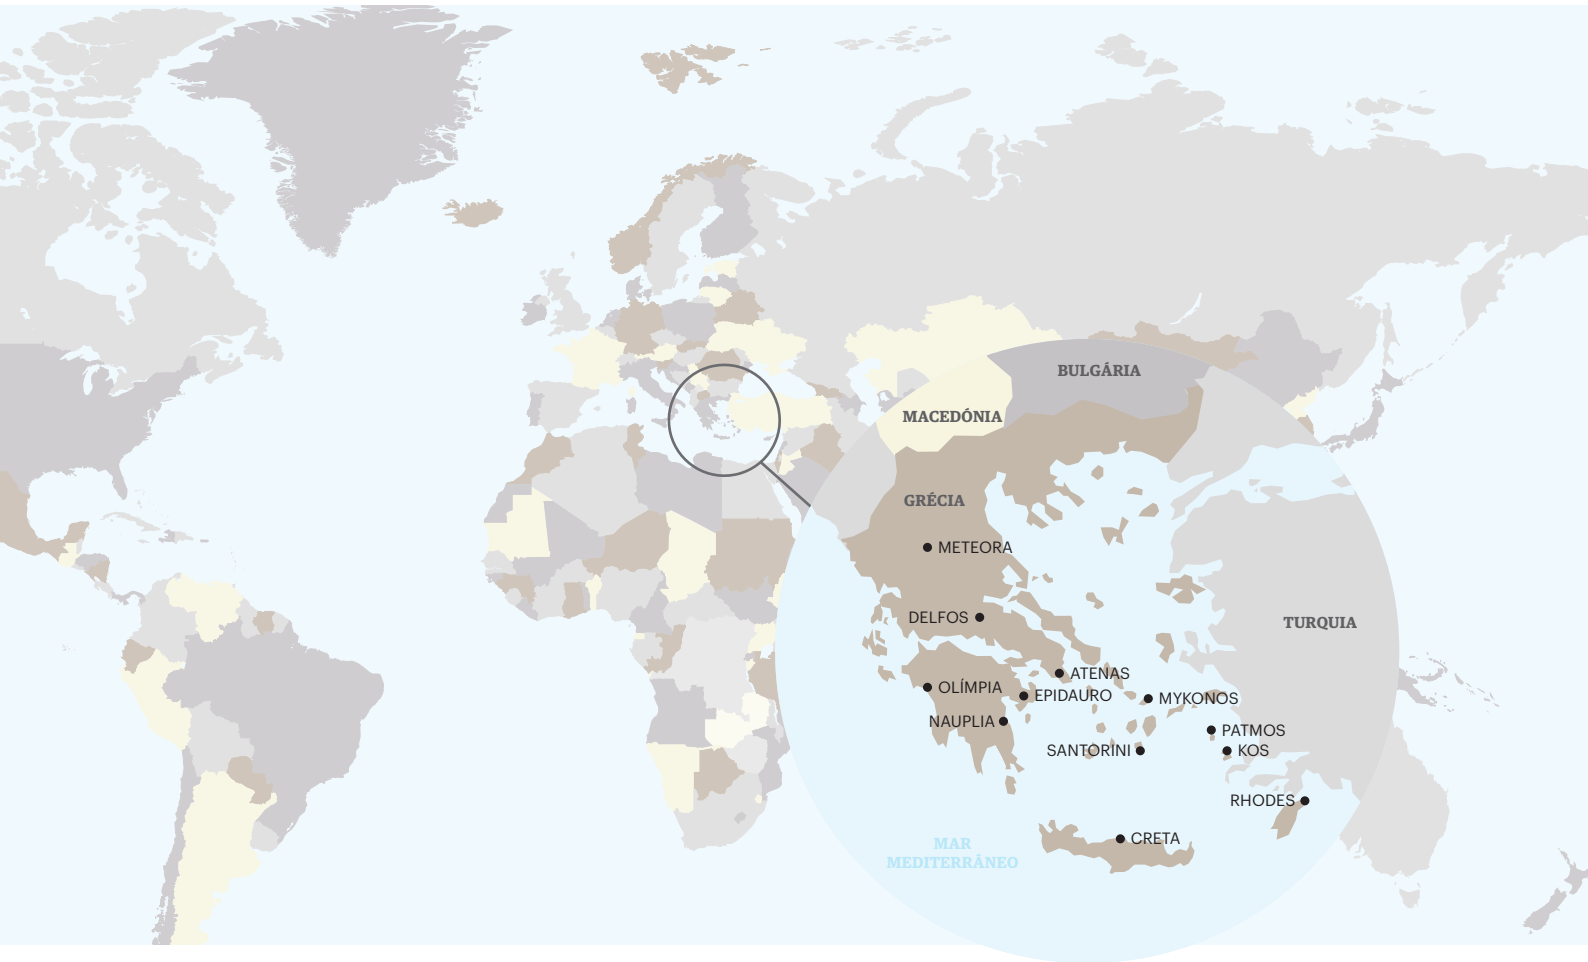 BULGÁRIA
MACEDÓNIA
GRÉCIA
METEORA
DELFOS
TURQUIA
ATENAS
OLÍMPIA
EPIDAURO
MYKONOS
NAUPLIA
PATMOS
SANTORINI
KOS
RHODES
CRETA
MAR
MEDITERRÂNEO